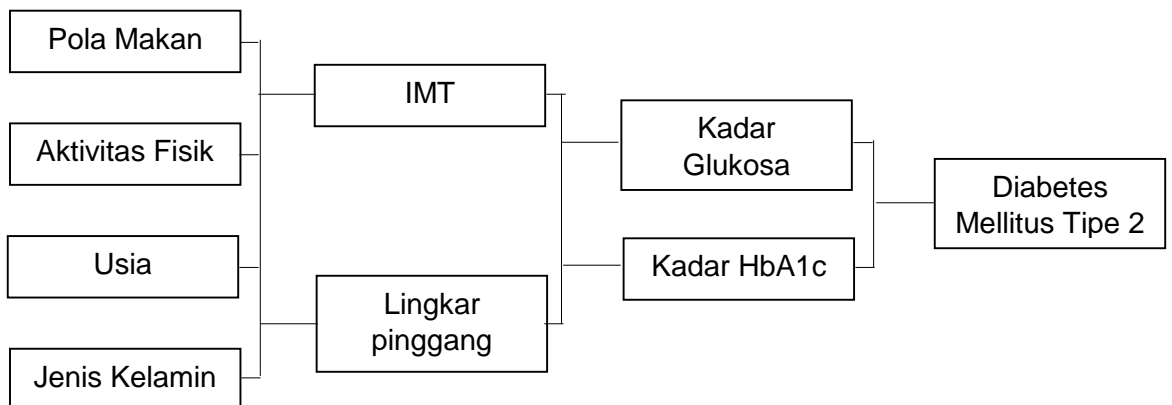 Pola Makan
Aktivitas Fisik
Usia
Jenis Kelamin
IMT
Lingkar
pinggang
Kadar
Glukosa
Kadar HbA1c
Diabetes
Mellitus Tipe 2